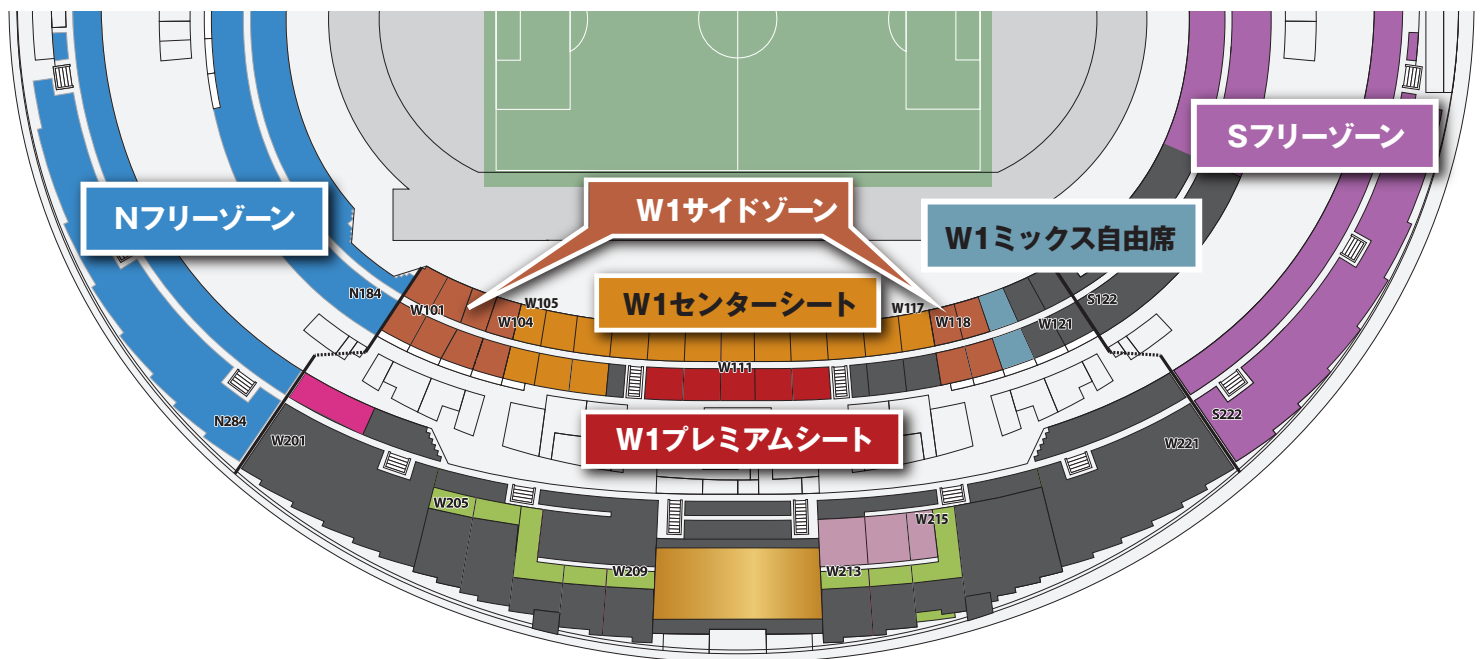 Sフリーゾーン
Nフリーゾーン
W1サイドゾーン
W1ミックス自由席
W1センターシート
N184
W101
W104
W105
W117
W118
W121
S122
W111
W1プレミアムシート
N284
W201
S222
W221
W205
W215
W209
W213